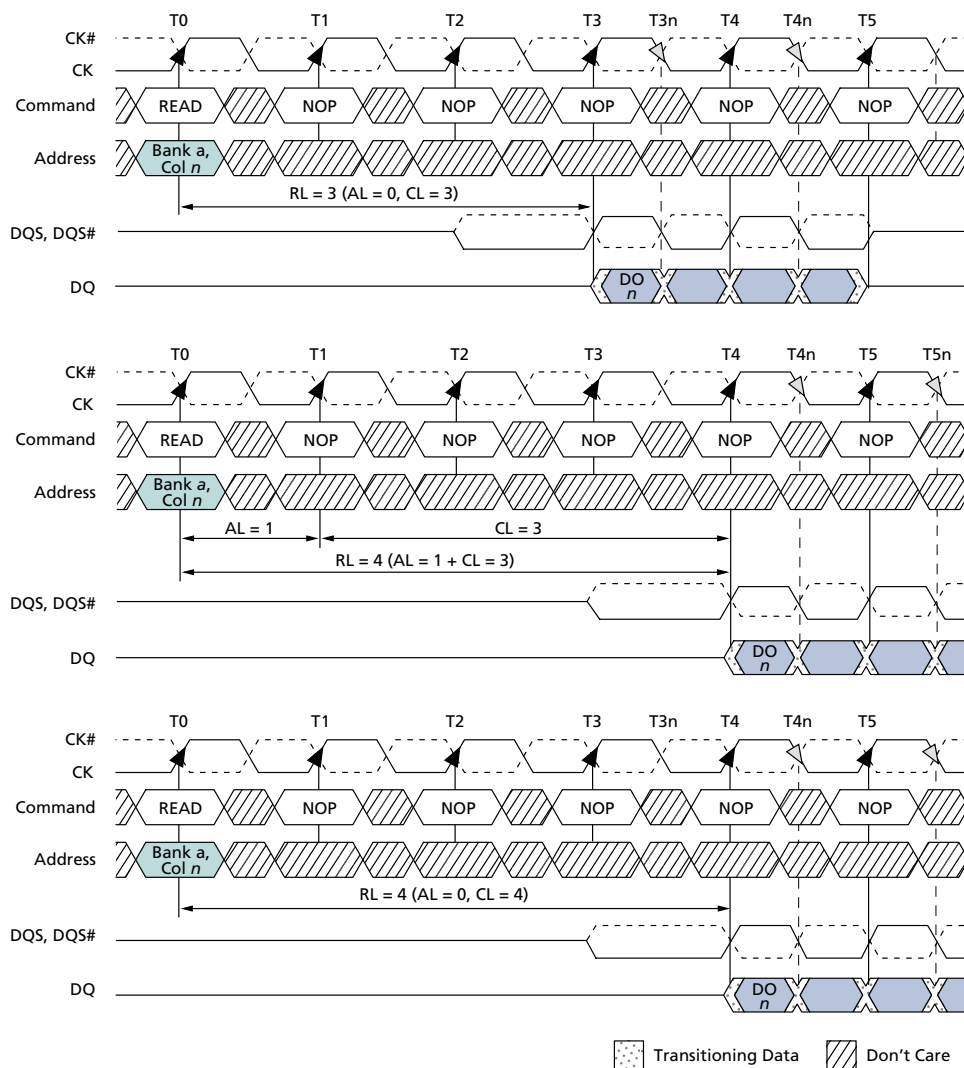 T0 T1 T2 T3 T3n T4 T4n T5
CK#
CK
Command READ NOP NOP NOP NOP NOP
Address Bank a,
Col n
RL = 3 (AL = 0, CL = 3)
DQS, DQS#
DQ DO
n
T0 T1 T2 T3 T4 T4n T5 T5n
CK#
CK
Command READ NOP NOP NOP NOP NOP
Address Bank a,
Col n
AL = 1 CL = 3
RL = 4 (AL = 1 + CL = 3)
DQS, DQS#
DQ DO
n
T0 T1 T2 T3 T3n T4 T4n T5
CK#
CK
Command READ NOP NOP NOP NOP NOP
Address Bank a,
Col n
RL = 4 (AL = 0, CL = 4)
DQS, DQS#
DQ DO
n
Transitioning Data Don't Care